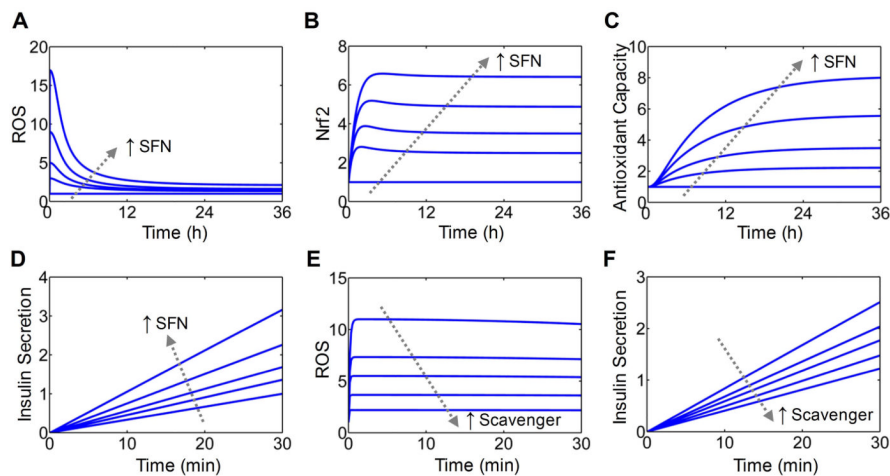 A
ROS
20
15
10
5
0
0 12 24 36
Time (h)
↑ SFN
B
Nrf2
8
6
4
2
0
0 12 24 36
Time (h)
↑ SFN
C
Antioxidant Capacity
10
8
6
4
2
0
0 12 24 36
Time (h)
↑ SFN
D
Insulin Secretion
4
3
2
1
0
0 10 20 30
Time (min)
↑ SFN
E
ROS
15
10
5
0
0 10 20 30
Time (min)
↑ Scavenger
F
Insulin Secretion
3
2
1
0
0 10 20 30
Time (min)
↑ Scavenger